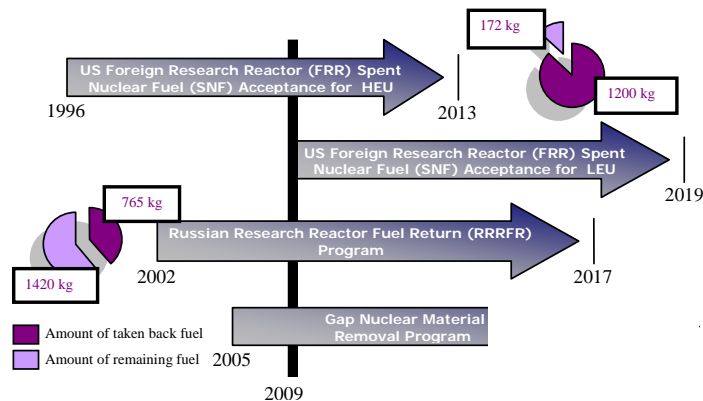 172 kg
US Foreign Research Reactor (FRR) Spent
Nuclear Fuel (SNF) Acceptance for HEU
1200 kg
1996
2013
US Foreign Research Reactor (FRR) Spent
Nuclear Fuel (SNF) Acceptance for LEU
2019
765 kg
Russian Research Reactor Fuel Return (RRRFR)
Program
1420 kg
2002
2017
Gap Nuclear Material
Removal Program
Amount of taken back fuel
Amount of remaining fuel
2005
2009